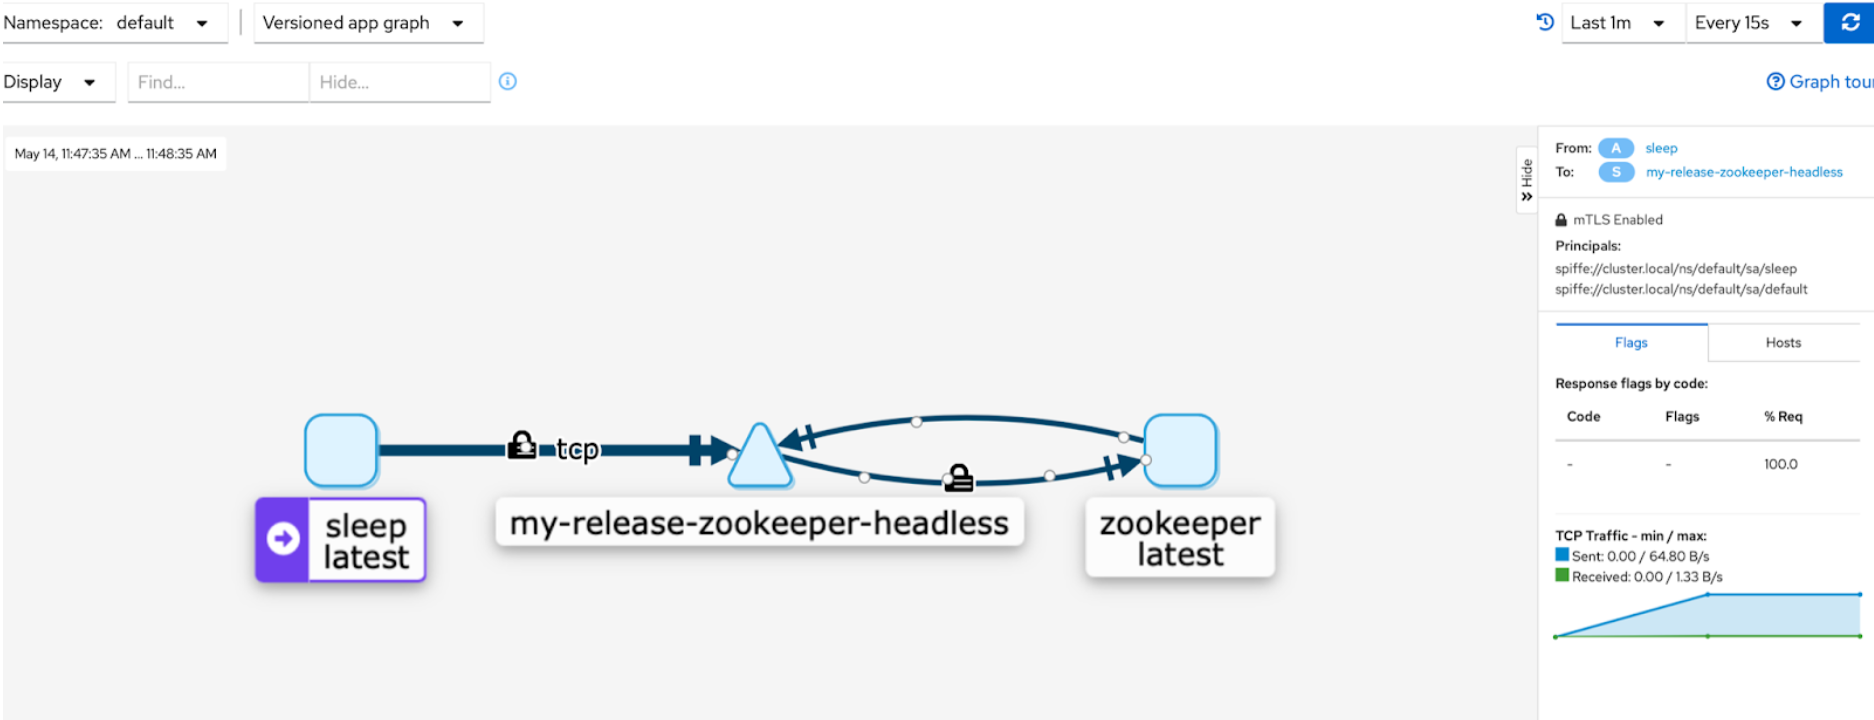 Namespace: default Versioned app graph Last 1m Every 15s
Display Find... Hide... Graph tour
May 14, 11:47:35 AM ... 11:48:35 AM
Hide
From: A sleep
To: S my-release-zookeeper-headless
mTLS Enabled
Principals:
spiffe://cluster.local/ns/default/sa/sleep
spiffe://cluster.local/ns/default/sa/default
Flags Hosts
Response flags by code:
Code Flags % Req
- - 100.0
TCP Traffic - min / max:
Sent: 0.00 / 64.80 B/s
Received: 0.00 / 1.33 B/s
tcp
sleep
latest
my-release-zookeeper-headless
zookeeper
latest